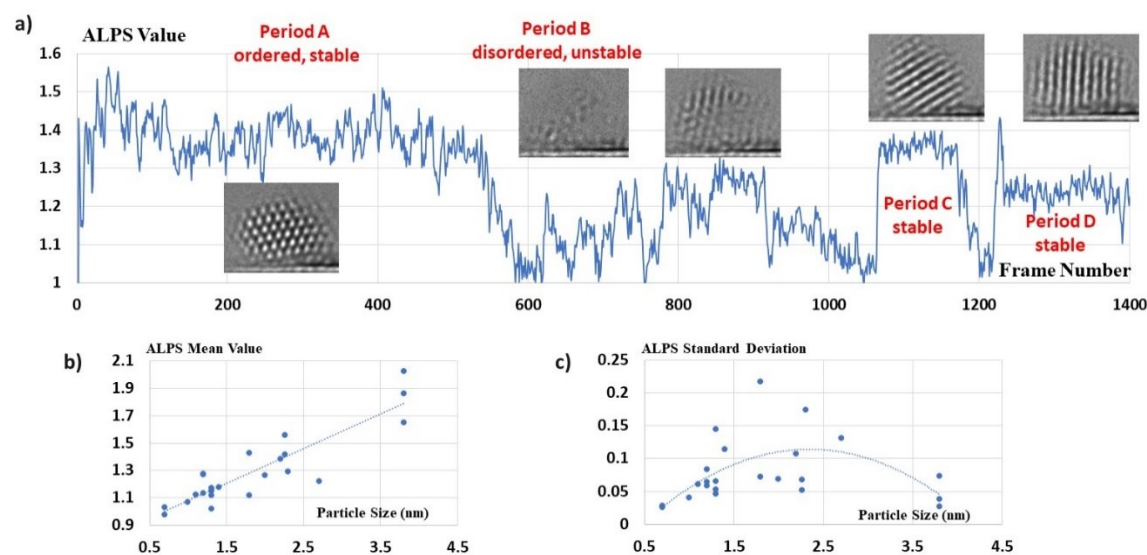 a)
ALPS Value
Period A
ordered, stable
Period B
disordered, unstable
1.6
1.5
1.4
1.3
1.2
1.1
1
Period C
stable
Period D
stable
Frame Number
0 200 400 600 800 1000 1200 1400
b)
ALPS Mean Value
2.1
1.9
1.7
1.5
1.3
1.1
0.9
Particle Size (nm)
0.5 1.5 2.5 3.5 4.5
c)
ALPS Standard Deviation
0.25
0.2
0.15
0.1
0.05
0
Particle Size (nm)
0.5 1.5 2.5 3.5 4.5